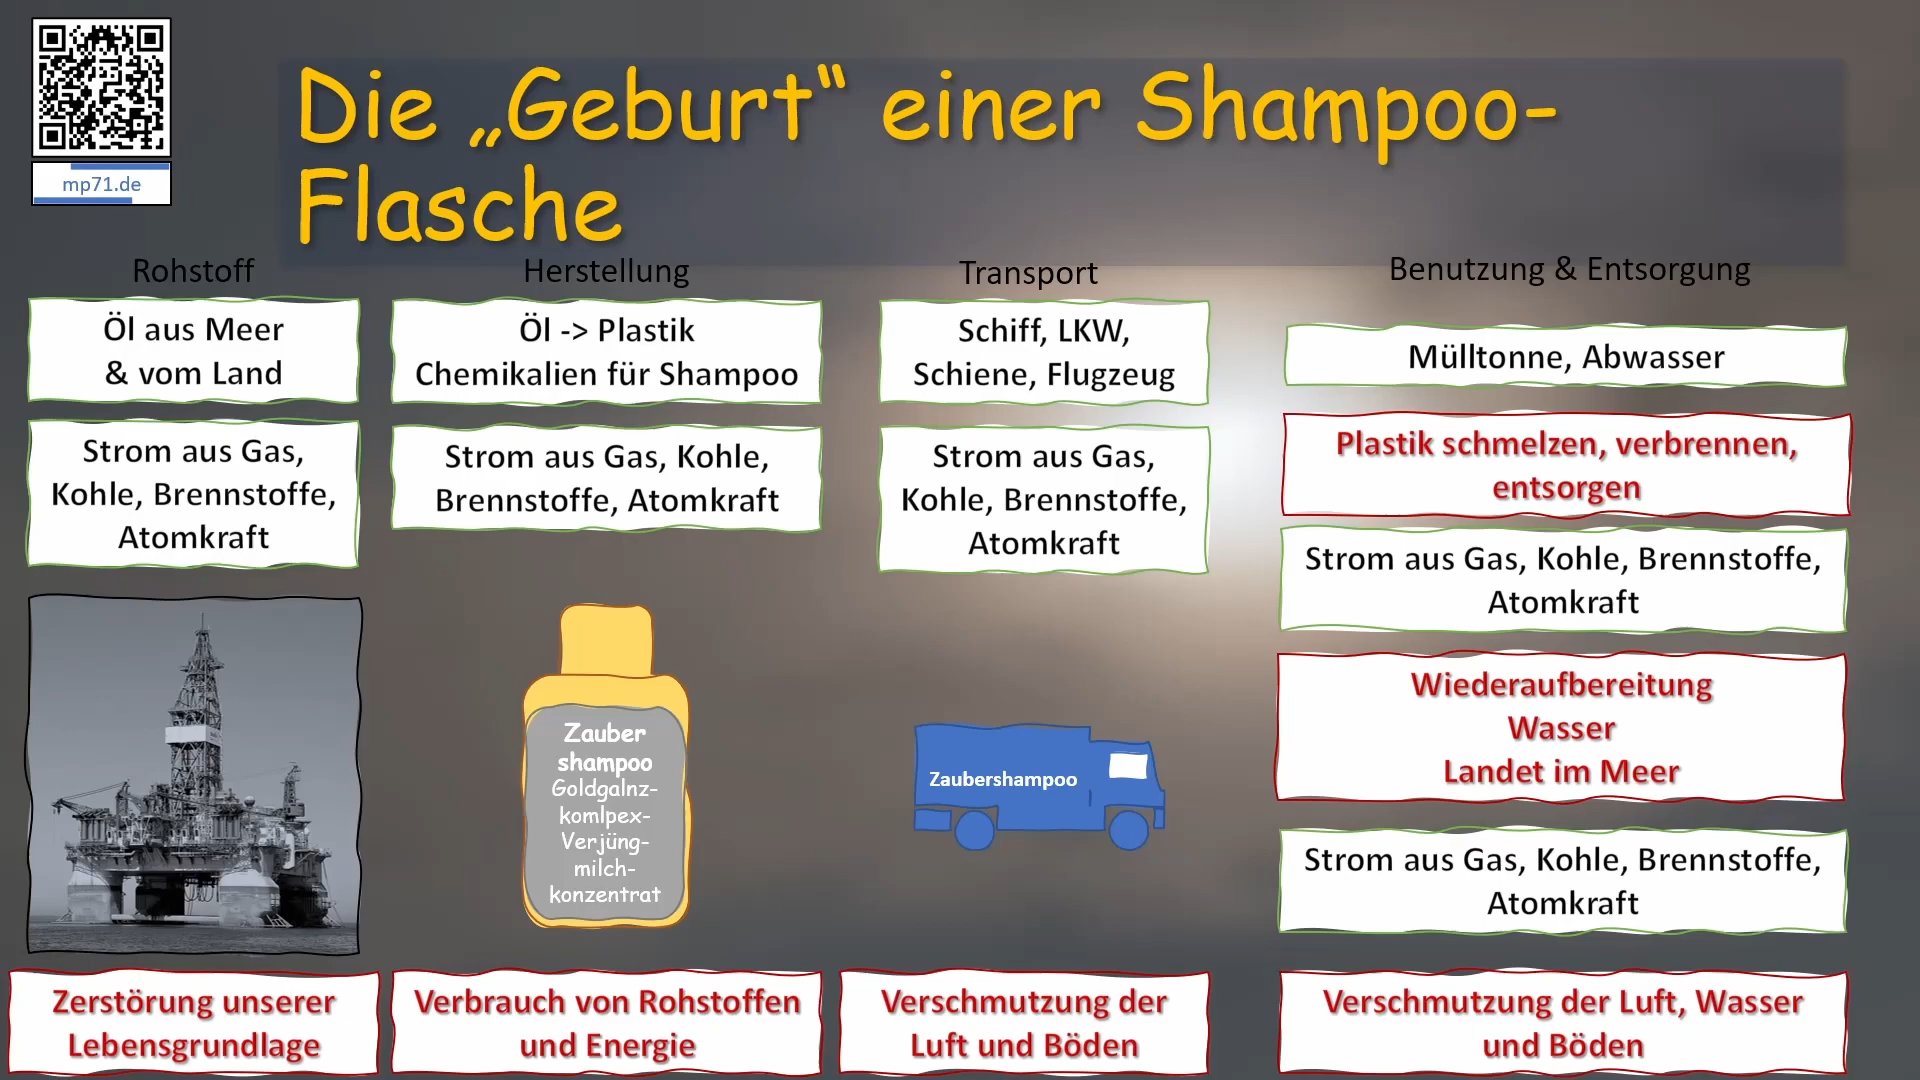 mp71.de
Die „Geburt“ einer Shampoo-
Flasche
Rohstoff
Öl aus Meer
& vom Land
Strom aus Gas,
Kohle, Brennstoffe,
Atomkraft
Zerstörung unserer
Lebensgrundlage
Herstellung
Öl -> Plastik
Chemikalien für Shampoo
Strom aus Gas, Kohle,
Brennstoffe, Atomkraft
Zauber
shampoo
Goldgalnz-
komlpex-
Verjüng-
milch-
konzentrat
Verbrauch von Rohstoffen
und Energie
Transport
Schiff, LKW,
Schiene, Flugzeug
Strom aus Gas,
Kohle, Brennstoffe,
Atomkraft
Zaubershampoo
Verschmutzung der
Luft und Böden
Benutzung & Entsorgung
Mülltonne, Abwasser
Plastik schmelzen, verbrennen,
entsorgen
Strom aus Gas, Kohle, Brennstoffe,
Atomkraft
Wiederaufbereitung
Wasser
Landet im Meer
Strom aus Gas, Kohle, Brennstoffe,
Atomkraft
Verschmutzung der Luft, Wasser
und Böden